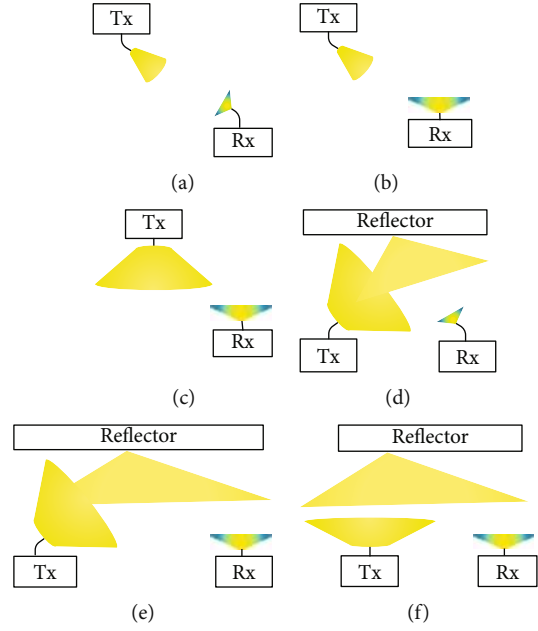 Tx
Rx
(a)
Tx
Rx
(b)
Tx
Rx
(c)
Reflector
Tx
Rx
(d)
Reflector
Tx
Rx
(e)
Reflector
Tx
Rx
(f)